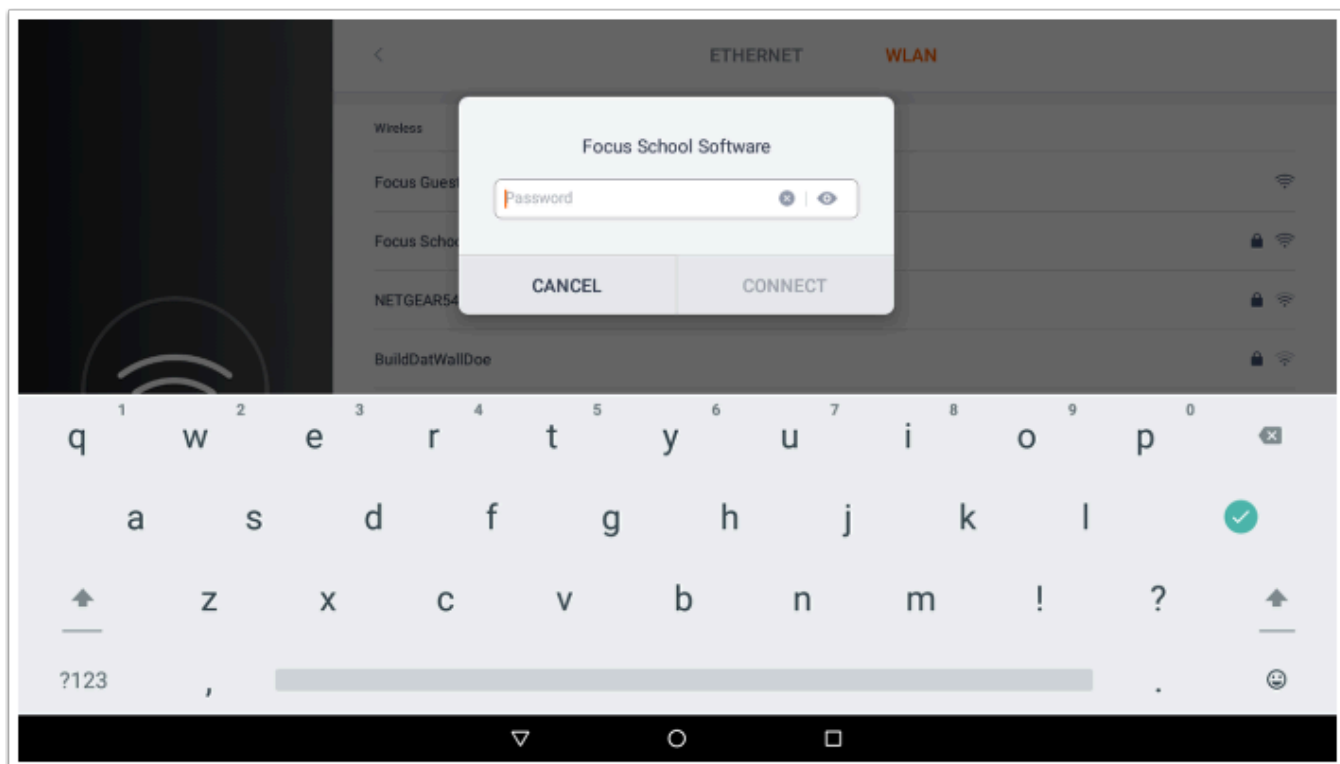 ETHERNET WLAN
Wireless
Focus School Software
Focus Guest
Password
Focus Schoo
CANCEL CONNECT
NETGEAR54
BuildDatWallDoe
1 2 3 4 5 6 7 8 9 0
q w e r t y u i o p
a s d f g h j k l
z x c v b n m ! ?
?123 , .